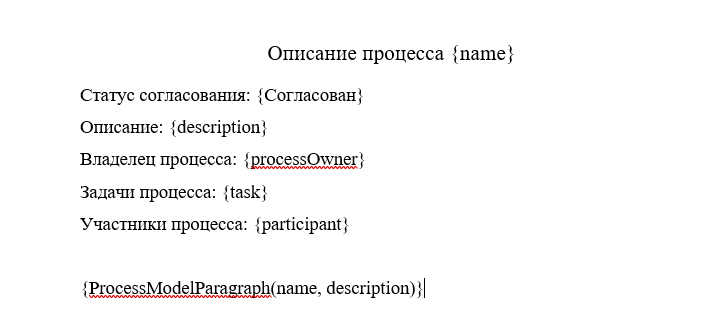 Описание процесса {name}
Статус согласования: {Согласован}
Описание: {description}
Владелец процесса: {processOwner}
Задачи процесса: {task}
Участники процесса: {participant}
{ProcessModelParagraph(name, description)}